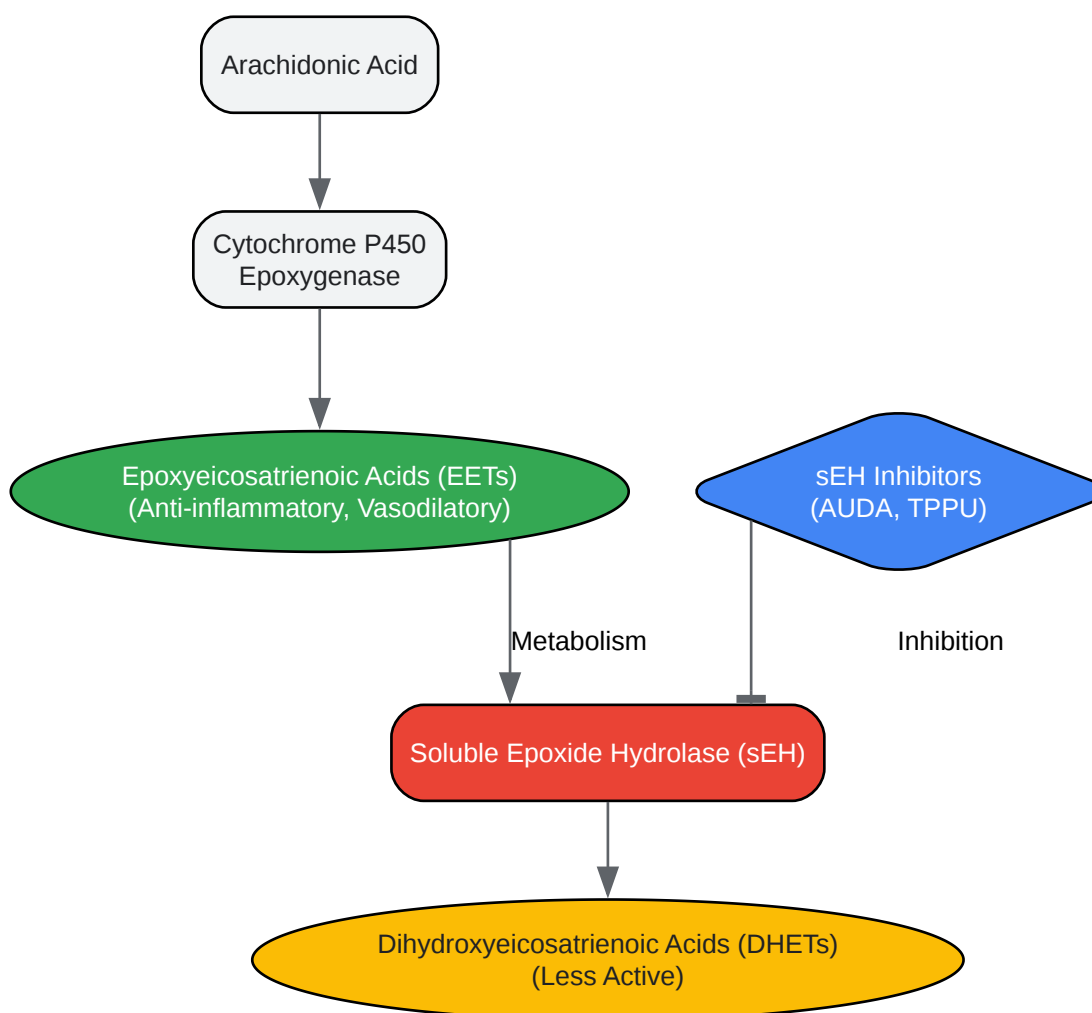 Arachidonic Acid
Cytochrome P450
Epoxygenase
Epoxyeicosatrienoic Acids (EETs)
(Anti-inflammatory, Vasodilatory)
sEH Inhibitors
(AUDA, TPPU)
Metabolism
Inhibition
Soluble Epoxide Hydrolase (sEH)
Dihydroxyeicosatrienoic Acids (DHETs)
(Less Active)